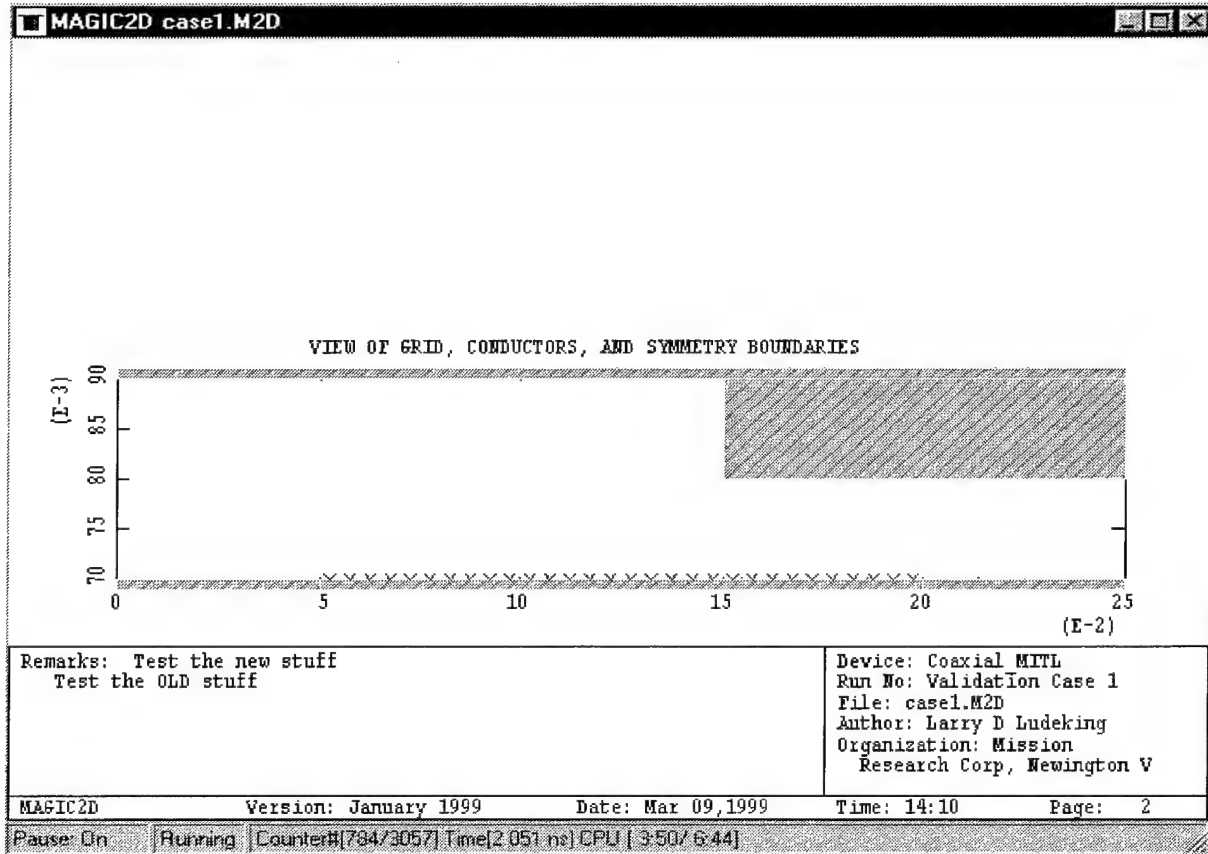 MAGIC2D case1.M2D
VIEW OF GRID, CONDUCTORS, AND SYMMETRY BOUNDARIES
(E-3)
90
85
80
75
70
0 5 10 15 20 25
(E-2)
Remarks: Test the new stuff
Test the OLD stuff
Device: Coaxial MITL
Run No: ValidatIon Case 1
File: case1.M2D
Author: Larry D Ludeking
Organization: Mission
Research Corp, Newington V
MAGIC2D Version: January 1999 Date: Mar 09,1999 Time: 14:10 Page: 2
Pause: On Running Counter#[784/3057] Time[2.051 ns] CPU [ 3:50/ 6:44]